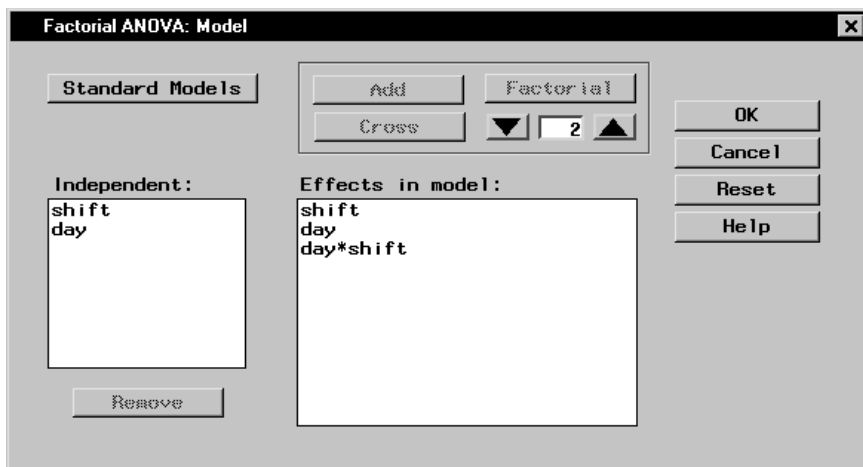 Factorial ANOVA: Model
Standard Models
Add
Factorial
Cross
2
OK
Cancel
Reset
Help
Independent:
shift
day
Effects in model:
shift
day
day*shift
Remove